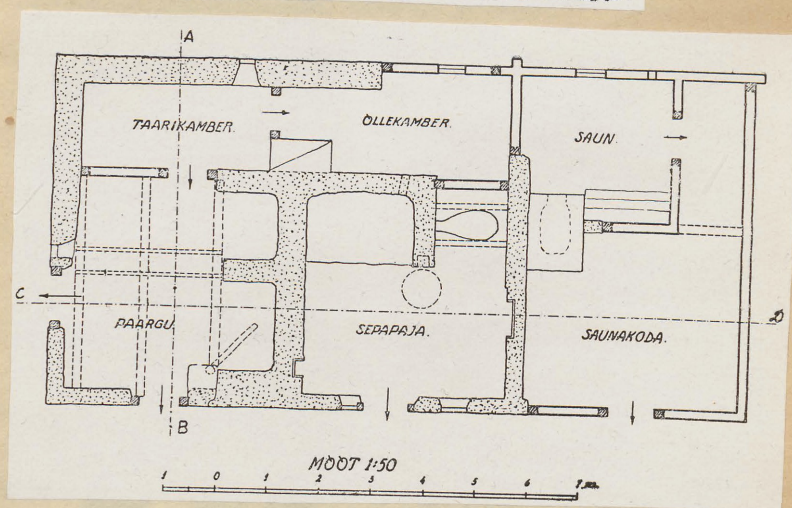 A
TAARIKAMBER.
ÕLLEKAMBER.
SAUN.
C
PAARGU.
SEPAPAJA.
SAUNAKODA.
D
B
MÕÕT 1:50
1 0 1 2 3 4 5 6 7 m.